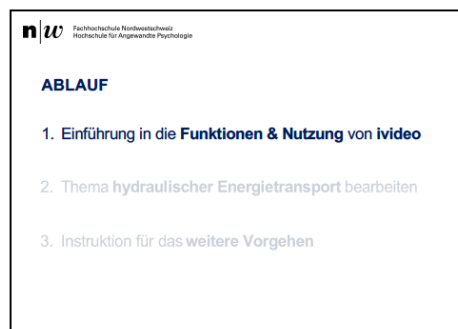 n|w Fachhochschule Nordwestschweiz
Hochschule für Angewandte Psychologie
ABLAUF
1. Einführung in die Funktionen & Nutzung von ivideo
2. Thema hydraulischer Energietransport bearbeiten
3. Instruktion für das weitere Vorgehen